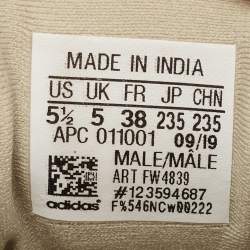 MADE IN INDIA
US UK FR JP CHN
5½ 5 38 235 235
APC 011001 09/19
MALE/MÂLE
ART FW4839
#123594687
adidas F%546NCw00222